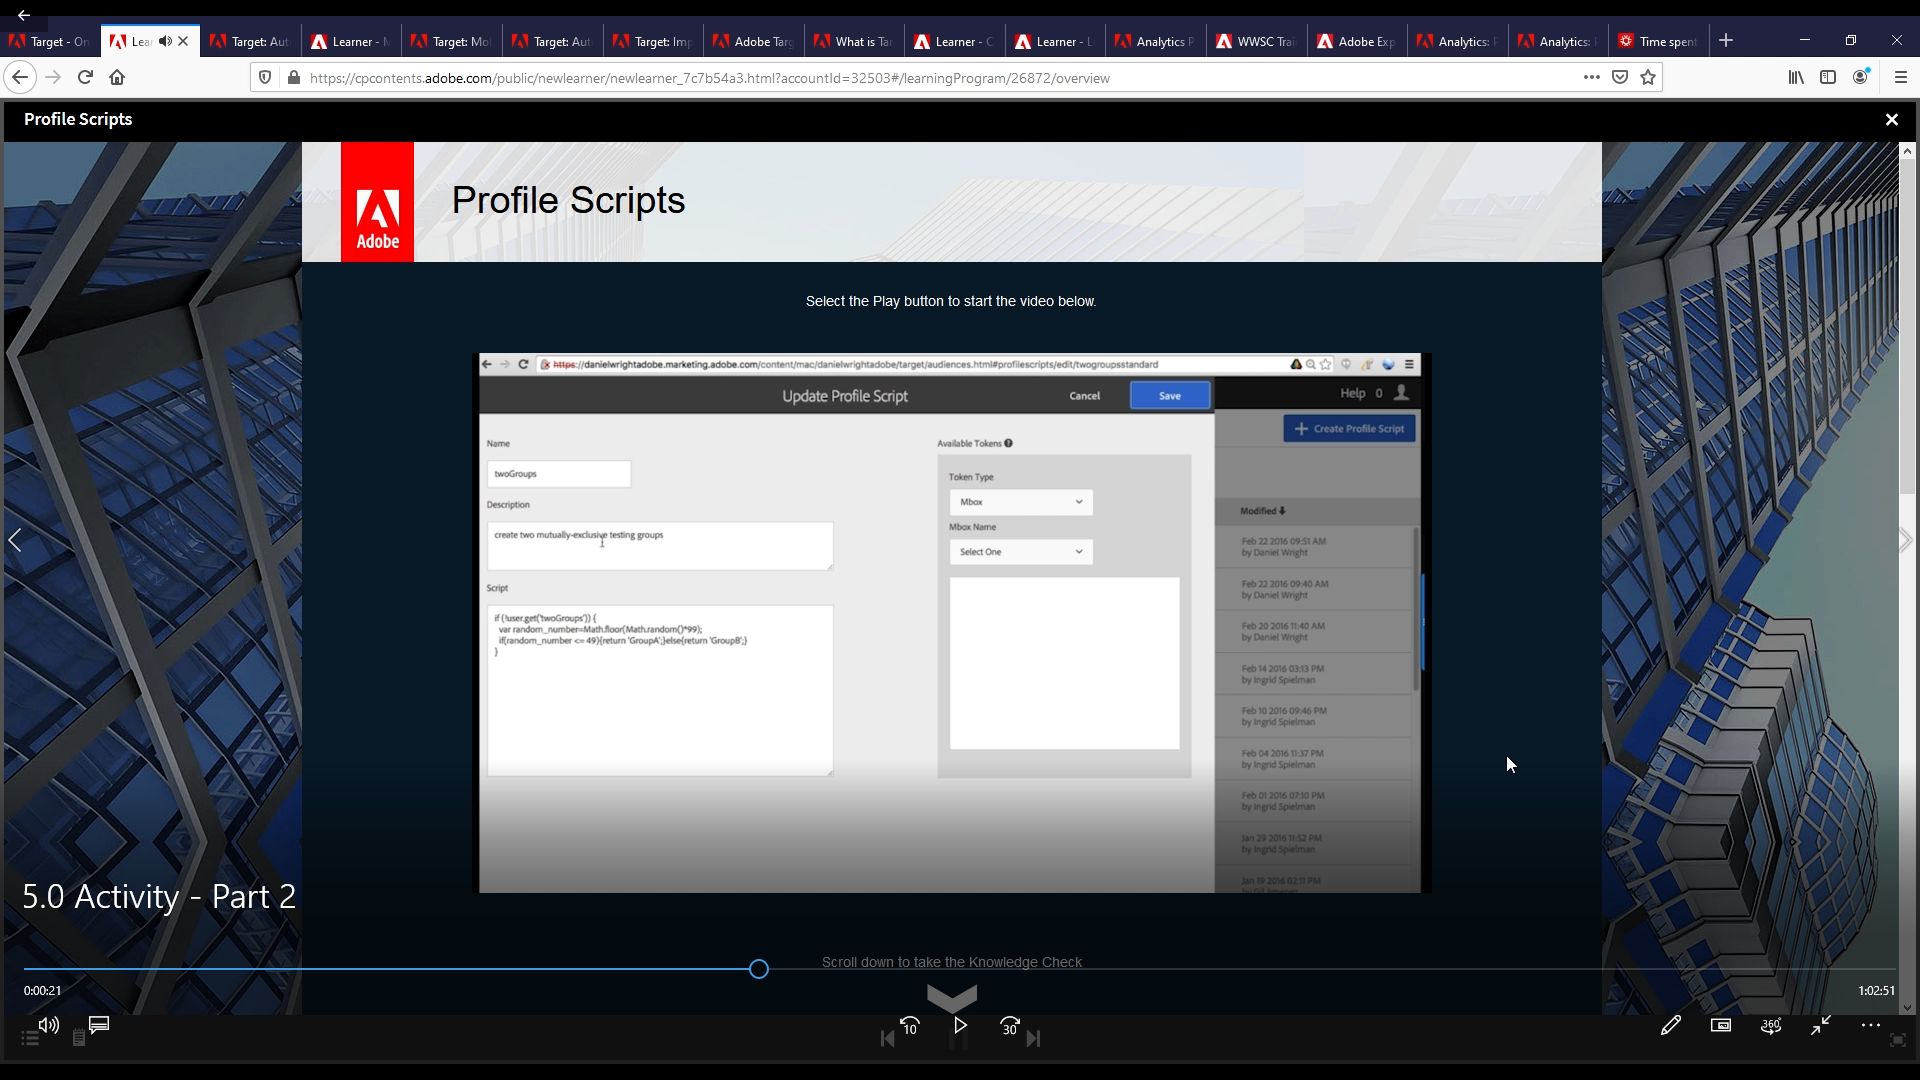 Target - On
Lear
Target: Aut
Learner - M
Target: Mo
Target: Aut
Target: Imp
Adobe Targ
What is Tar
Learner - C
Learner - L
Analytics P
WWSC Trai
Adobe Exp
Analytics: F
Analytics:
Time spent
https://cpcontents.adobe.com/public/newlearner/newlearner_7c7b54a3.html?accountId=32503#/learningProgram/26872/overview
Profile Scripts
Adobe
Profile Scripts
Select the Play button to start the video below.
https://danielwrightadobe.marketing.adobe.com/content/mac/danielwrightadobe/target/audiences.html#profilescripts/edit/twogroupsstandard
Update Profile Script
Cancel
Save
Help 0
Create Profile Script
Name
twoGroups
Description
create two mutually-exclusive testing groups
Script
if (!user.get('twoGroups')) {
var random_number=Math.floor(Math.random()*99);
if(random_number <= 49){return 'GroupA';}else{return 'GroupB';}
}
Available Tokens
Token Type
Mbox
Mbox Name
Select One
Modified
Feb 22 2016 09:51 AM
by Daniel Wright
Feb 22 2016 09:40 AM
by Daniel Wright
Feb 20 2016 11:40 AM
by Daniel Wright
Feb 14 2016 03:13 PM
by Ingrid Spielman
Feb 10 2016 09:46 PM
by Ingrid Spielman
Feb 04 2016 11:37 PM
by Ingrid Spielman
Feb 01 2016 07:10 PM
by Ingrid Spielman
Jan 29 2016 11:52 PM
by Ingrid Spielman
Jan 19 2016 02:11 PM
5.0 Activity - Part 2
Scroll down to take the Knowledge Check
0:00:21
1:02:51
10
30
360°